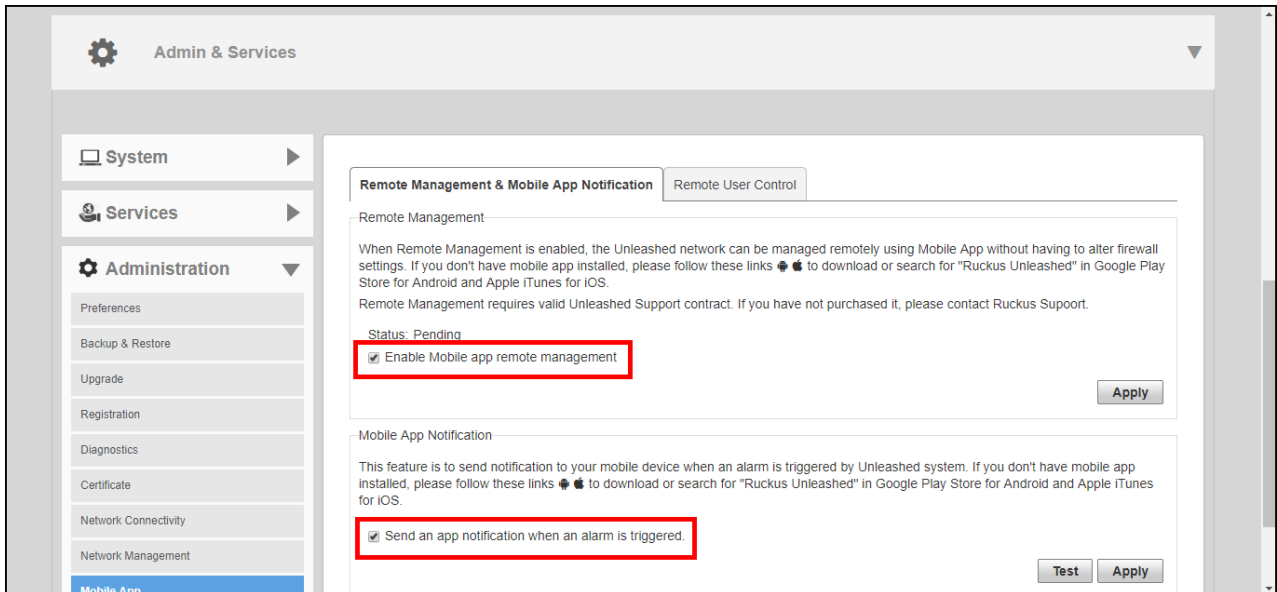 Admin & Services
System
Services
Administration
Preferences
Backup & Restore
Upgrade
Registration
Diagnostics
Certificate
Network Connectivity
Network Management
Mobile App
Remote Management & Mobile App Notification
Remote User Control
Remote Management
When Remote Management is enabled, the Unleashed network can be managed remotely using Mobile App without having to alter firewall
settings. If you don't have mobile app installed, please follow these links to download or search for "Ruckus Unleashed" in Google Play
Store for Android and Apple iTunes for iOS.
Remote Management requires valid Unleashed Support contract. If you have not purchased it, please contact Ruckus Supoort.
Status: Pending
Enable Mobile app remote management
Apply
Mobile App Notification
This feature is to send notification to your mobile device when an alarm is triggered by Unleashed system. If you don't have mobile app
installed, please follow these links to download or search for "Ruckus Unleashed" in Google Play Store for Android and Apple iTunes
for iOS.
Send an app notification when an alarm is triggered.
Test
Apply